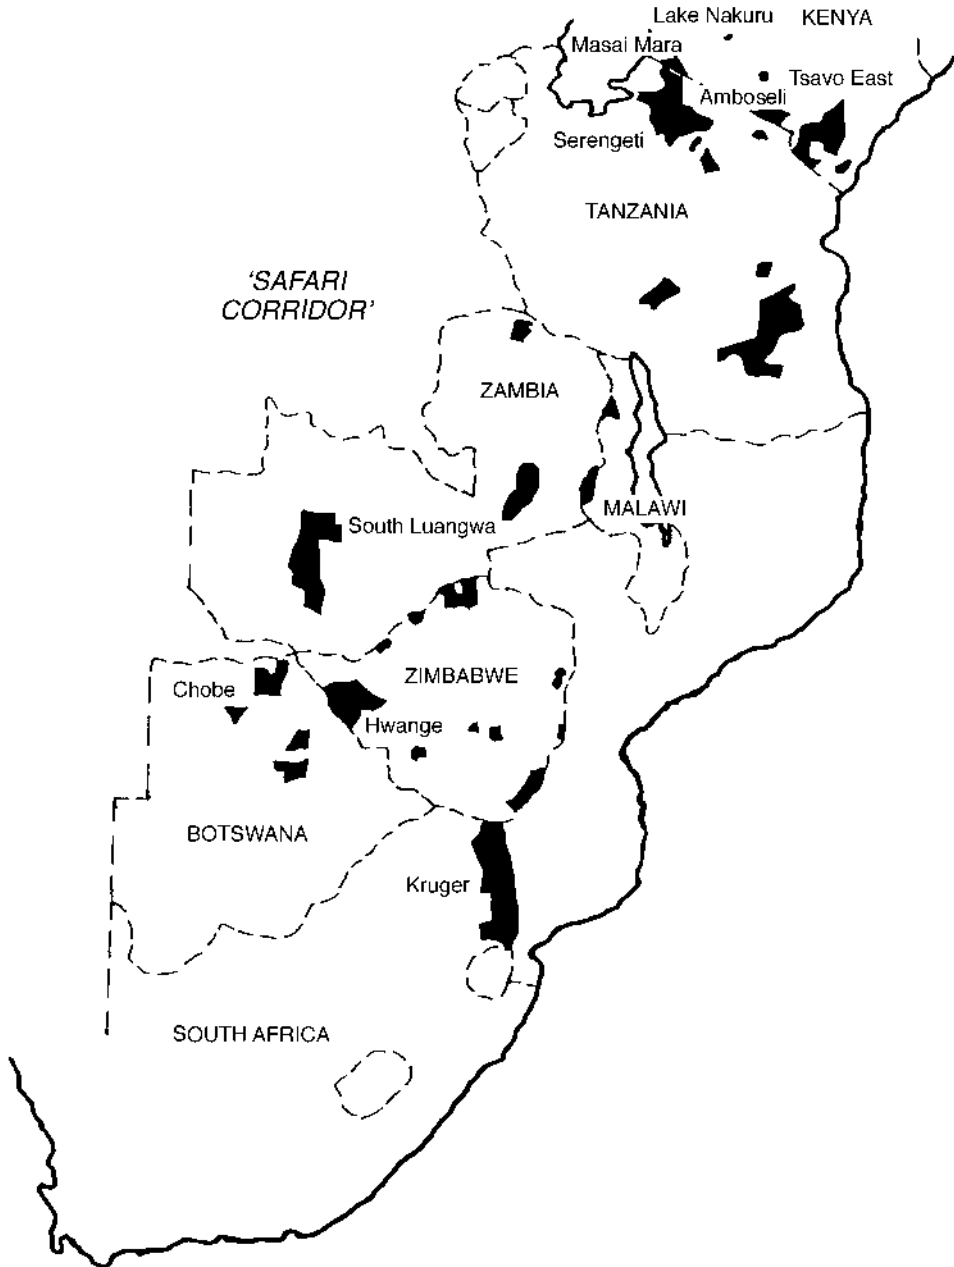 Lake Nakuru
KENYA
Masai Mara
Tsavo East
Amboseli
Serengeti
TANZANIA
'SAFARI
CORRIDOR'
ZAMBIA
MALAWI
South Luangwa
ZIMBABWE
Chobe
Hwange
BOTSWANA
Kruger
SOUTH AFRICA